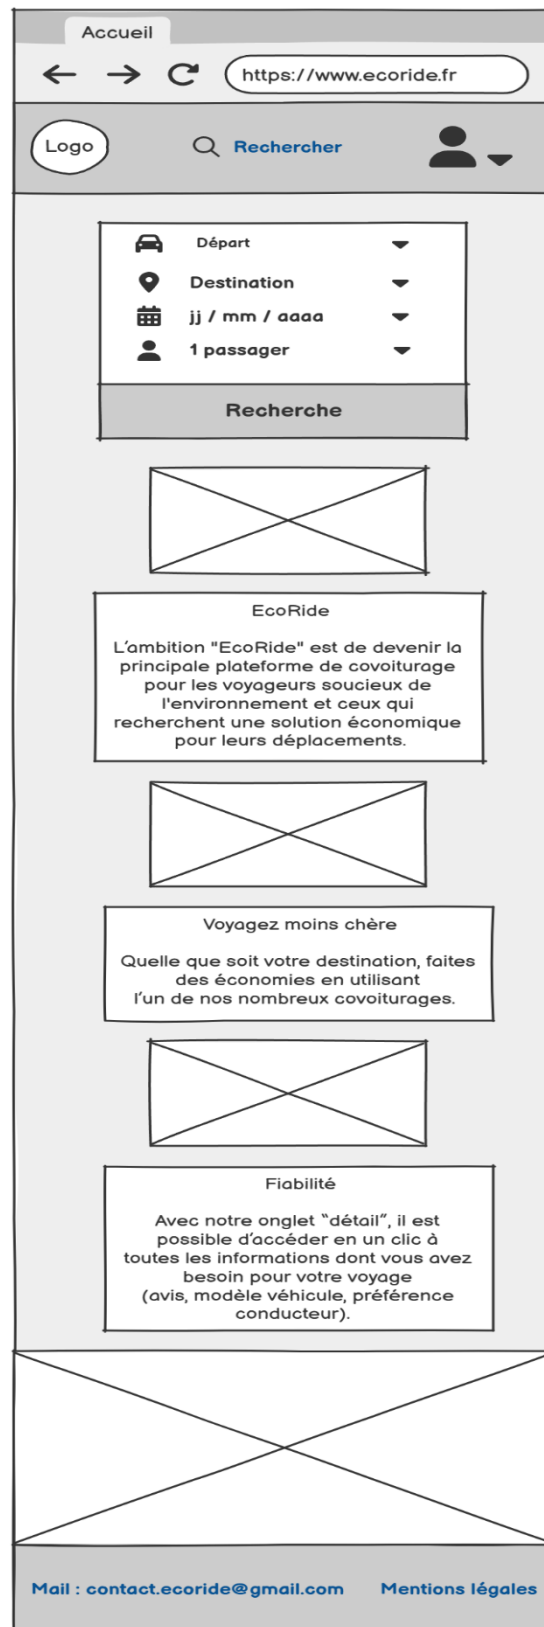 Accueil
https://www.ecoride.fr
Logo
Rechercher
Départ
Destination
jj / mm / aaaa
1 passager
Recherche
EcoRide
L'ambition "EcoRide" est de devenir la
principale plateforme de covoiturage
pour les voyageurs soucieux de
l'environnement et ceux qui
recherchent une solution économique
pour leurs déplacements.
Voyagez moins chère
Quelle que soit votre destination, faites
des économies en utilisant
l'un de nos nombreux covoiturages.
Fiabilité
Avec notre onglet “détail”, il est
possible d'accéder en un clic à
toutes les informations dont vous avez
besoin pour votre voyage
(avis, modèle véhicule, préférence
conducteur).
Mail : contact.ecoride@gmail.com
Mentions légales